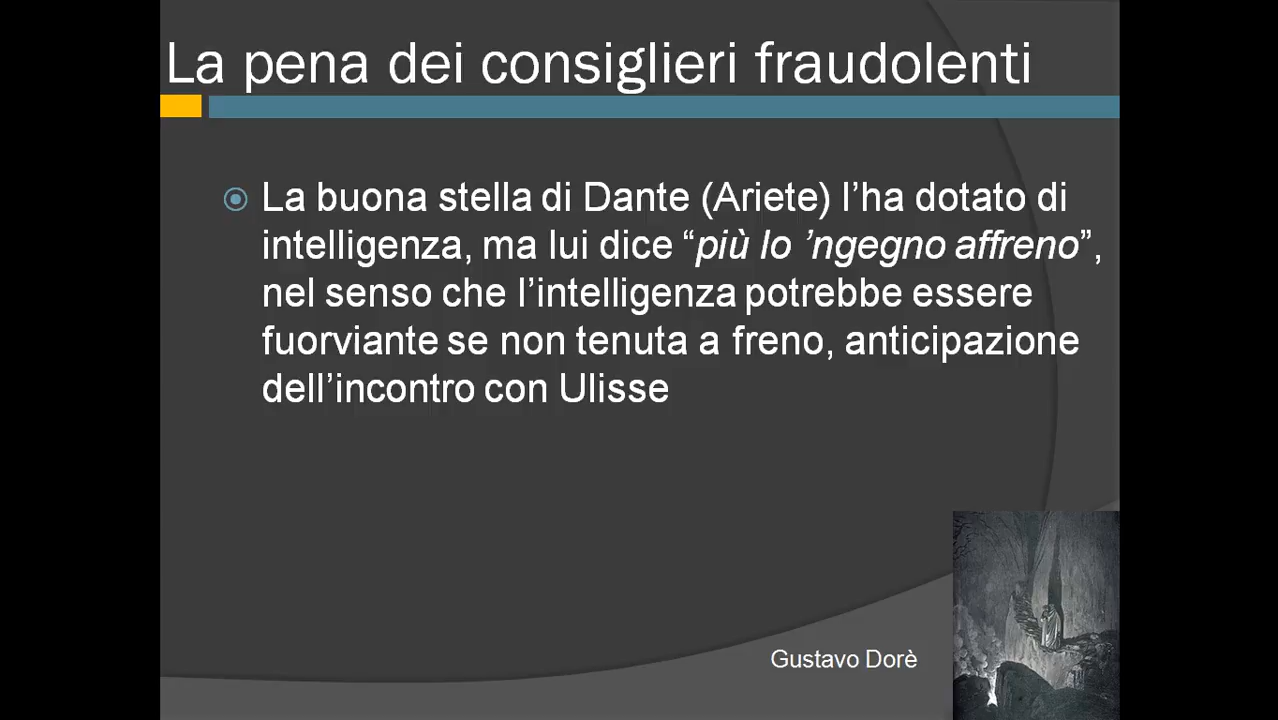 La pena dei consiglieri fraudolenti
La buona stella di Dante (Ariete) l’ha dotato di
intelligenza, ma lui dice “più lo ’ngegno affreno”,
nel senso che l’intelligenza potrebbe essere
fuorviante se non tenuta a freno, anticipazione
dell’incontro con Ulisse
Gustavo Dorè